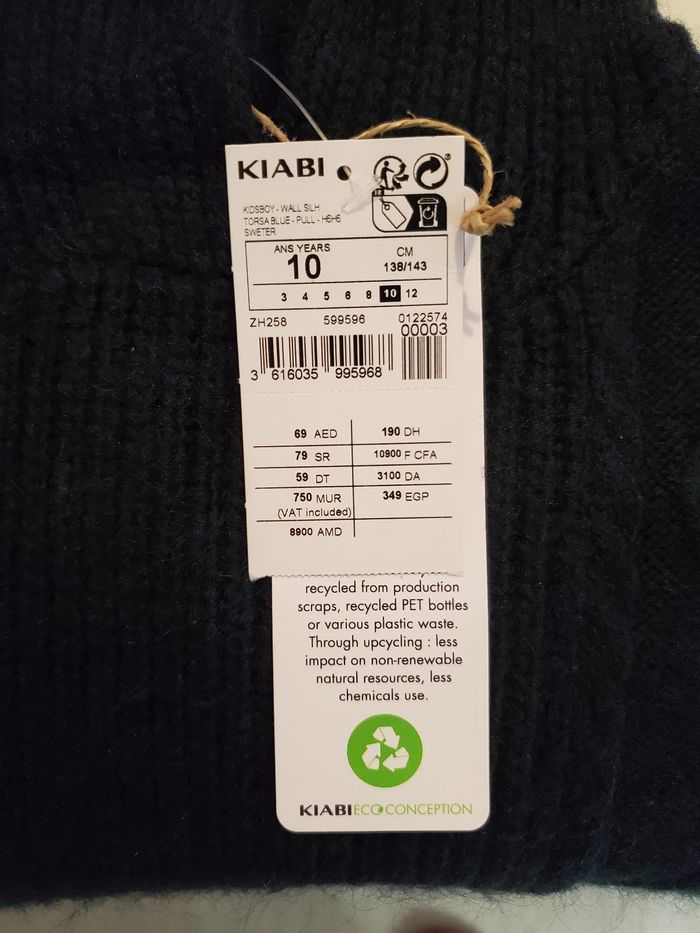 KIABI
KIDSBOY - WALL SILH
TORSA BLUE - PULL - H6H6
SWETER
ANS YEARS CM
10 138/143
3 4 5 6 8 10 12
ZH258 599596 0122574
00003
3 616035 995968
69 AED 190 DH
79 SR 10900 F CFA
59 DT 3100 DA
750 MUR 349 EGP
(VAT included)
8900 AMD
recycled from production
scraps, recycled PET bottles
or various plastic waste.
Through upcycling : less
impact on non-renewable
natural resources, less
chemicals use.
KIABI ECO CONCEPTION